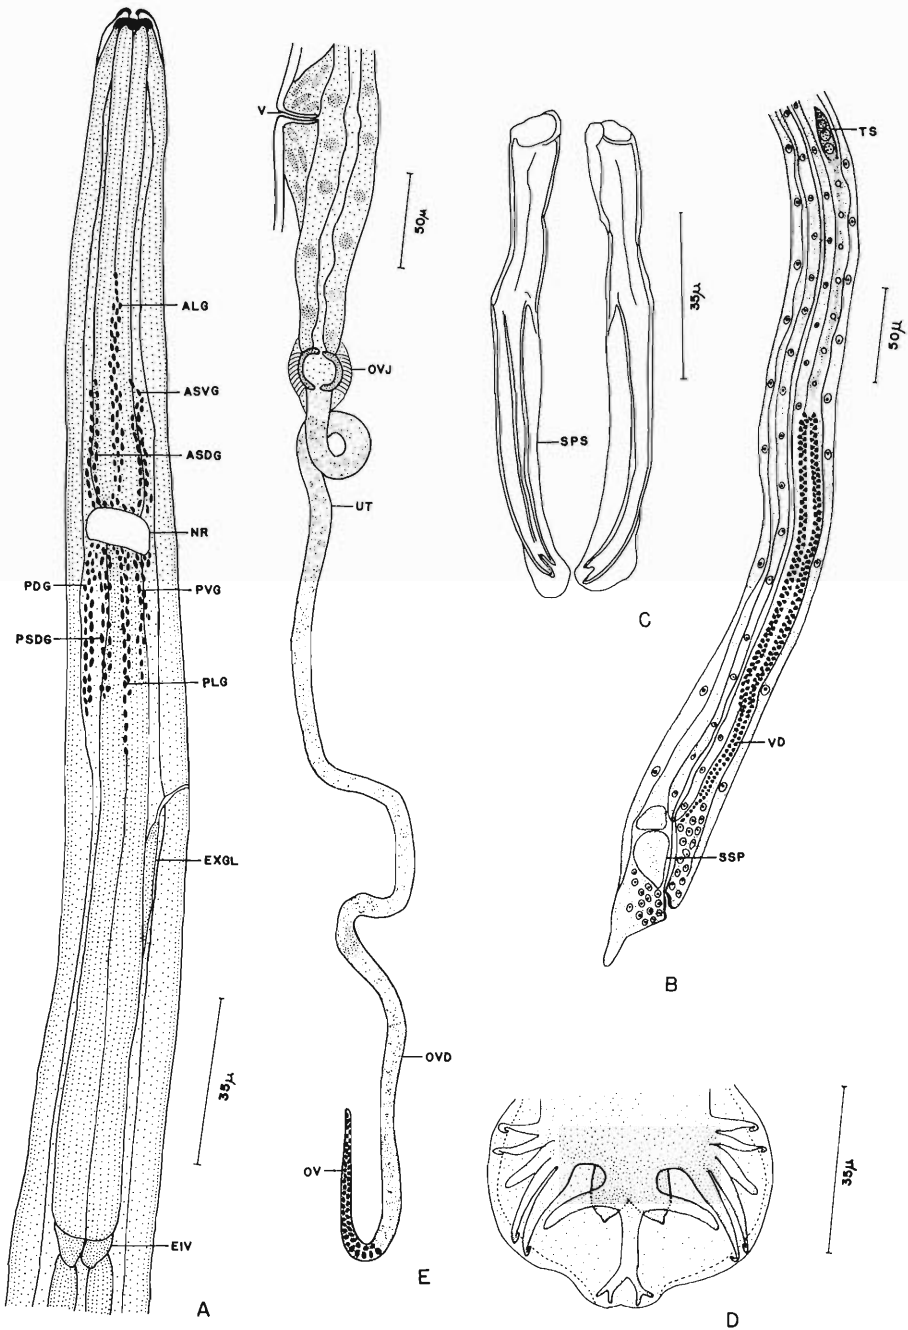 ALG
ASVG
ASDG
NR
PDG
PVG
PSDG
PLG
EXGL
35µ
EIV
A
V
50µ
OVJ
UT
OVD
OV
E
35µ
SPS
C
TS
50µ
VD
SSP
B
35µ
D